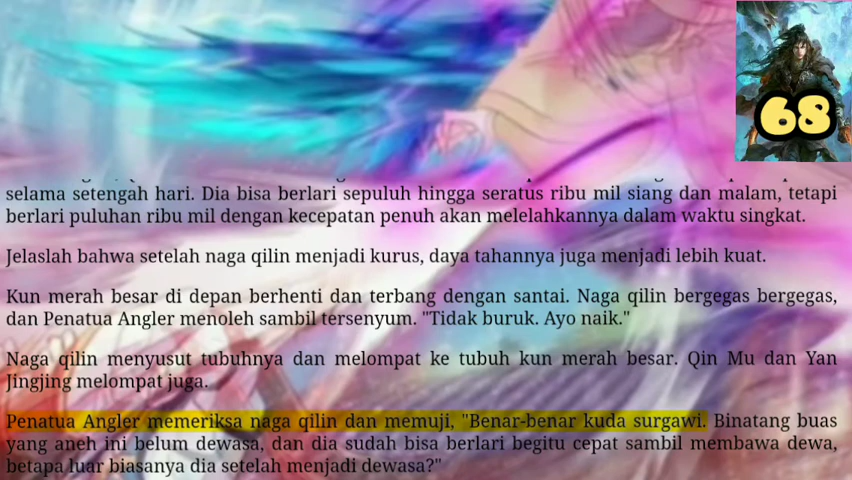 68
selama setengah hari. Dia bisa berlari sepuluh hingga seratus ribu mil siang dan malam, tetapi
berlari puluhan ribu mil dengan kecepatan penuh akan melelahkannya dalam waktu singkat.
Jelaslah bahwa setelah naga qilin menjadi kurus, daya tahannya juga menjadi lebih kuat.
Kun merah besar di depan berhenti dan terbang dengan santai. Naga qilin bergegas bergegas,
dan Penatua Angler menoleh sambil tersenyum. "Tidak buruk. Ayo naik."
Naga qilin menyusut tubuhnya dan melompat ke tubuh kun merah besar. Qin Mu dan Yan
Jingjing melompat juga.
Penatua Angler memeriksa naga qilin dan memuji, "Benar-benar kuda surgawi. Binatang buas
yang aneh ini belum dewasa, dan dia sudah bisa berlari begitu cepat sambil membawa dewa,
betapa luar biasanya dia setelah menjadi dewasa?"